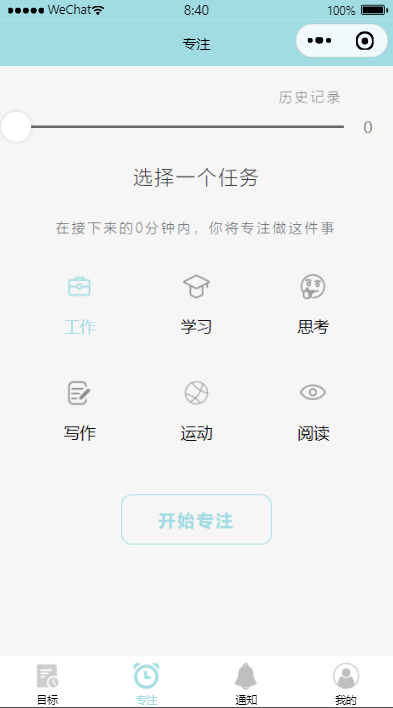 WeChat 8:40 100%
专注
历史记录
0
选择一个任务
在接下来的0分钟内，你将专注做这件事
工作 学习 思考
写作 运动 阅读
开始专注
目标 专注 通知 我的